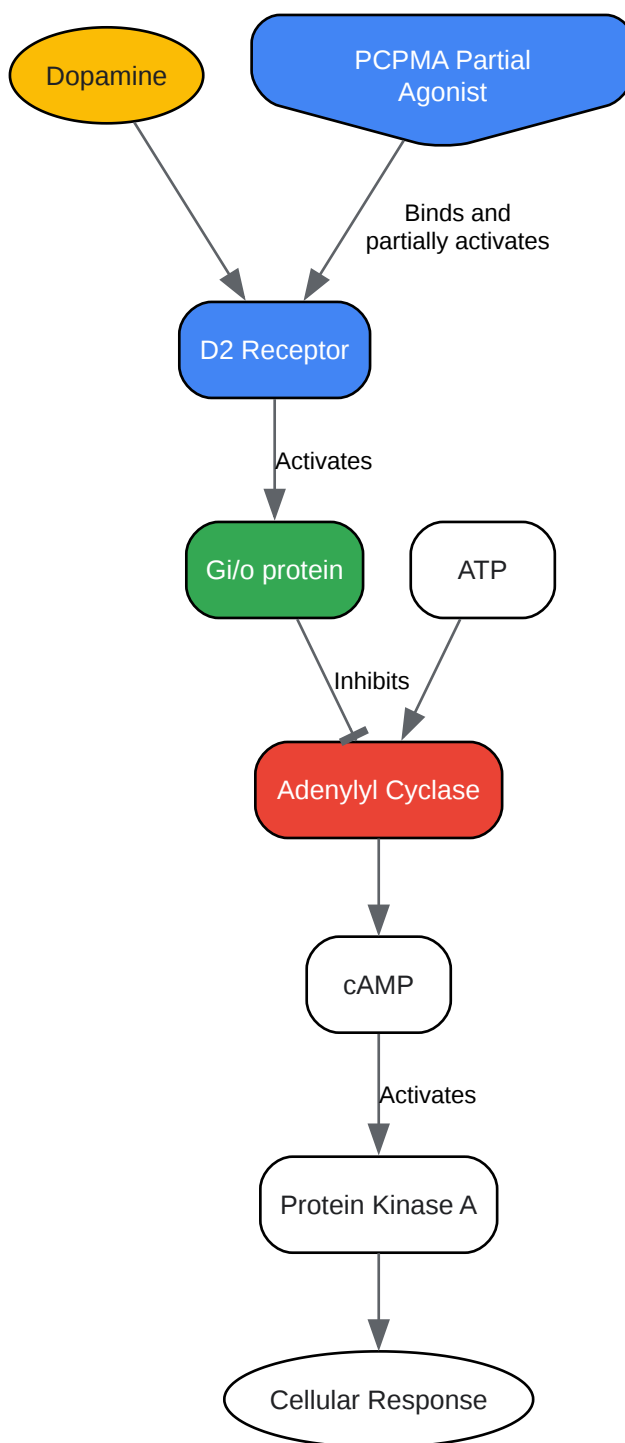 Dopamine
PCPMA Partial
Agonist
Binds and
partially activates
D2 Receptor
Activates
Gi/o protein
ATP
Inhibits
Adenylyl Cyclase
cAMP
Activates
Protein Kinase A
Cellular Response